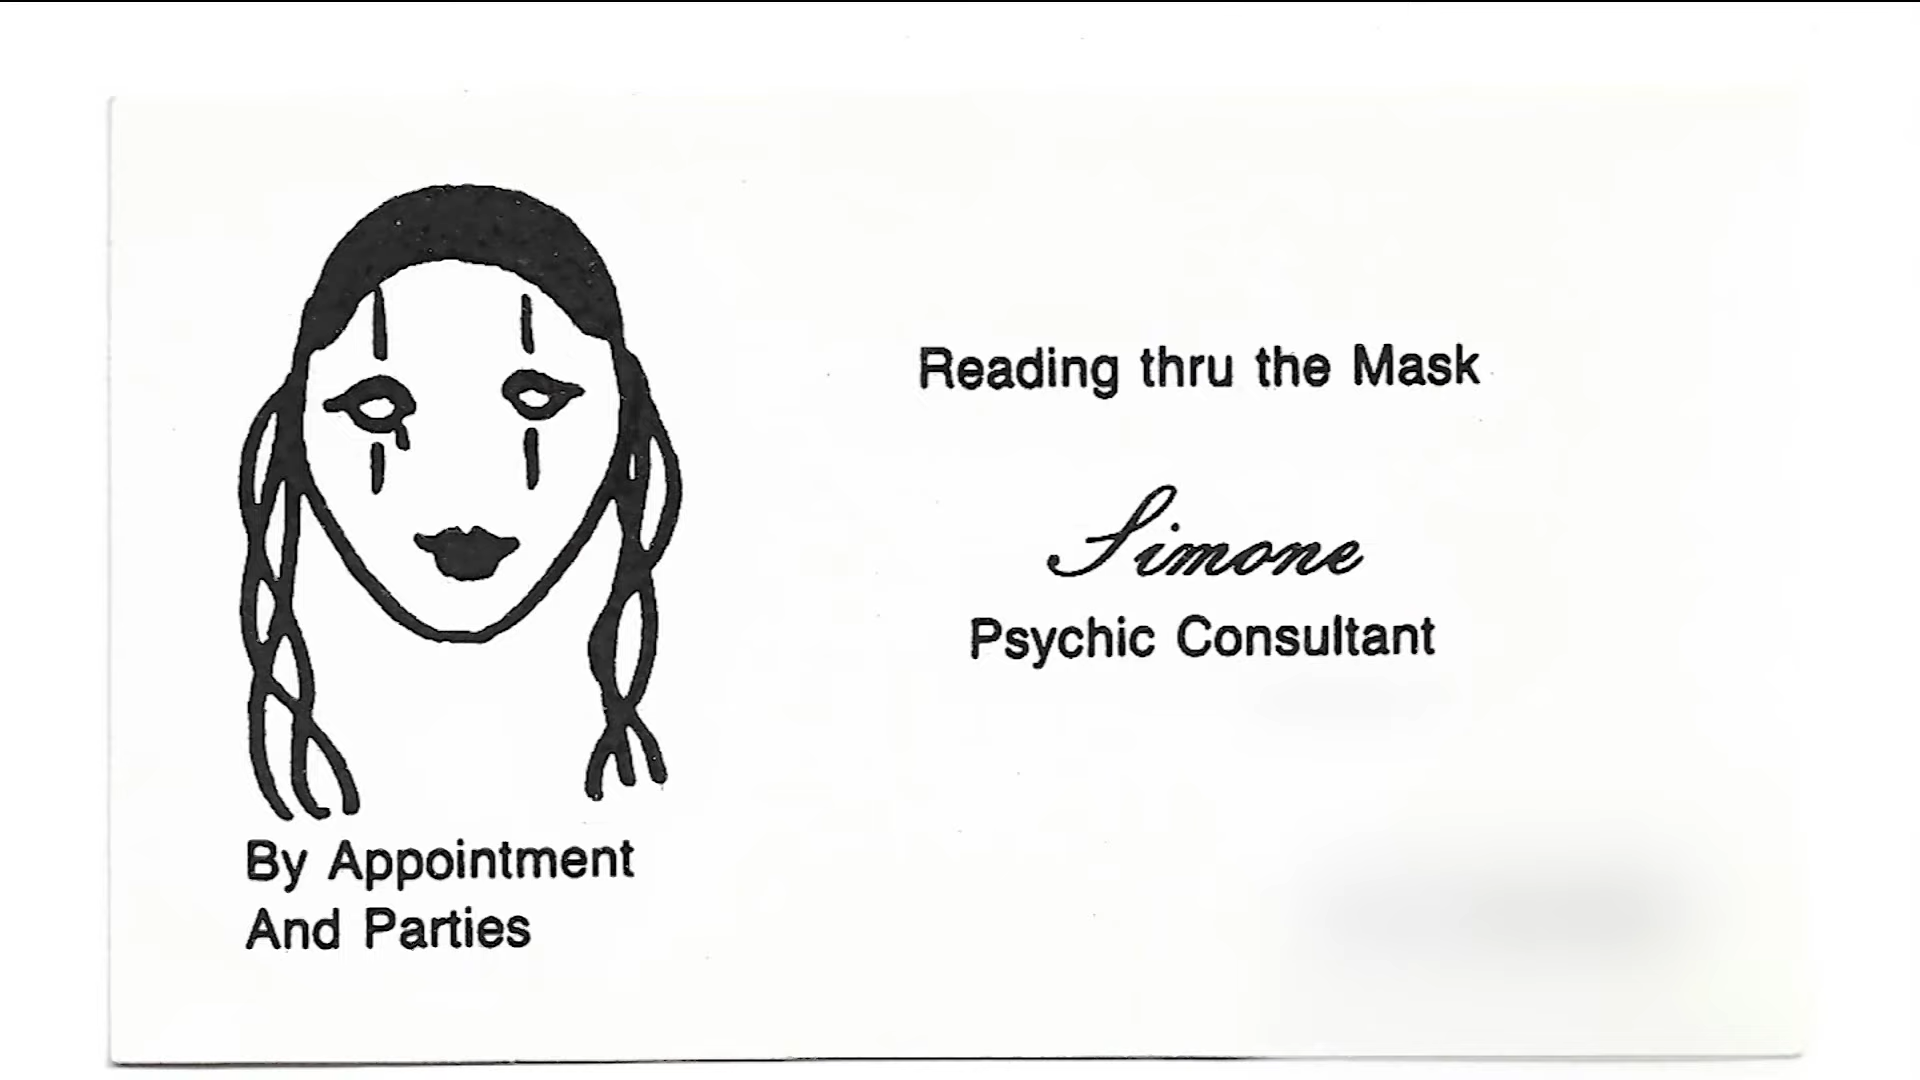 Reading thru the Mask
Simone
Psychic Consultant
By Appointment
And Parties